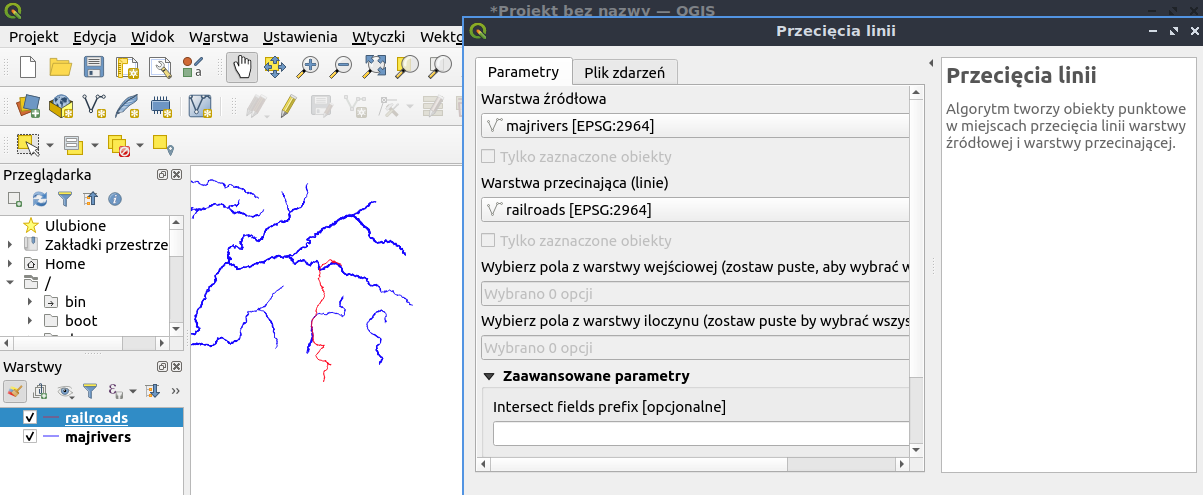 *Projekt bez nazwy — QGIS
Projekt Edycja Widok Warstwa Ustawienia Wtyczki Wekto
Przeglądarka
Ulubione
Zakładki przestrze
Home
/
bin
boot
Warstwy
railroads
majrivers
Przecięcia linii
Parametry
Plik zdarzeń
Warstwa źródłowa
majrivers [EPSG:2964]
Tylko zaznaczone obiekty
Warstwa przecinająca (linie)
railroads [EPSG:2964]
Tylko zaznaczone obiekty
Wybierz pola z warstwy wejściowej (zostaw puste, aby wybrać w
Wybrano 0 opcji
Wybierz pola z warstwy iloczynu (zostaw puste by wybrać wszys
Wybrano 0 opcji
Zaawansowane parametry
Intersect fields prefix [opcjonalne]
Przecięcia linii
Algorytm tworzy obiekty punktowe
w miejscach przecięcia linii warstwy
źródłowej i warstwy przecinającej.